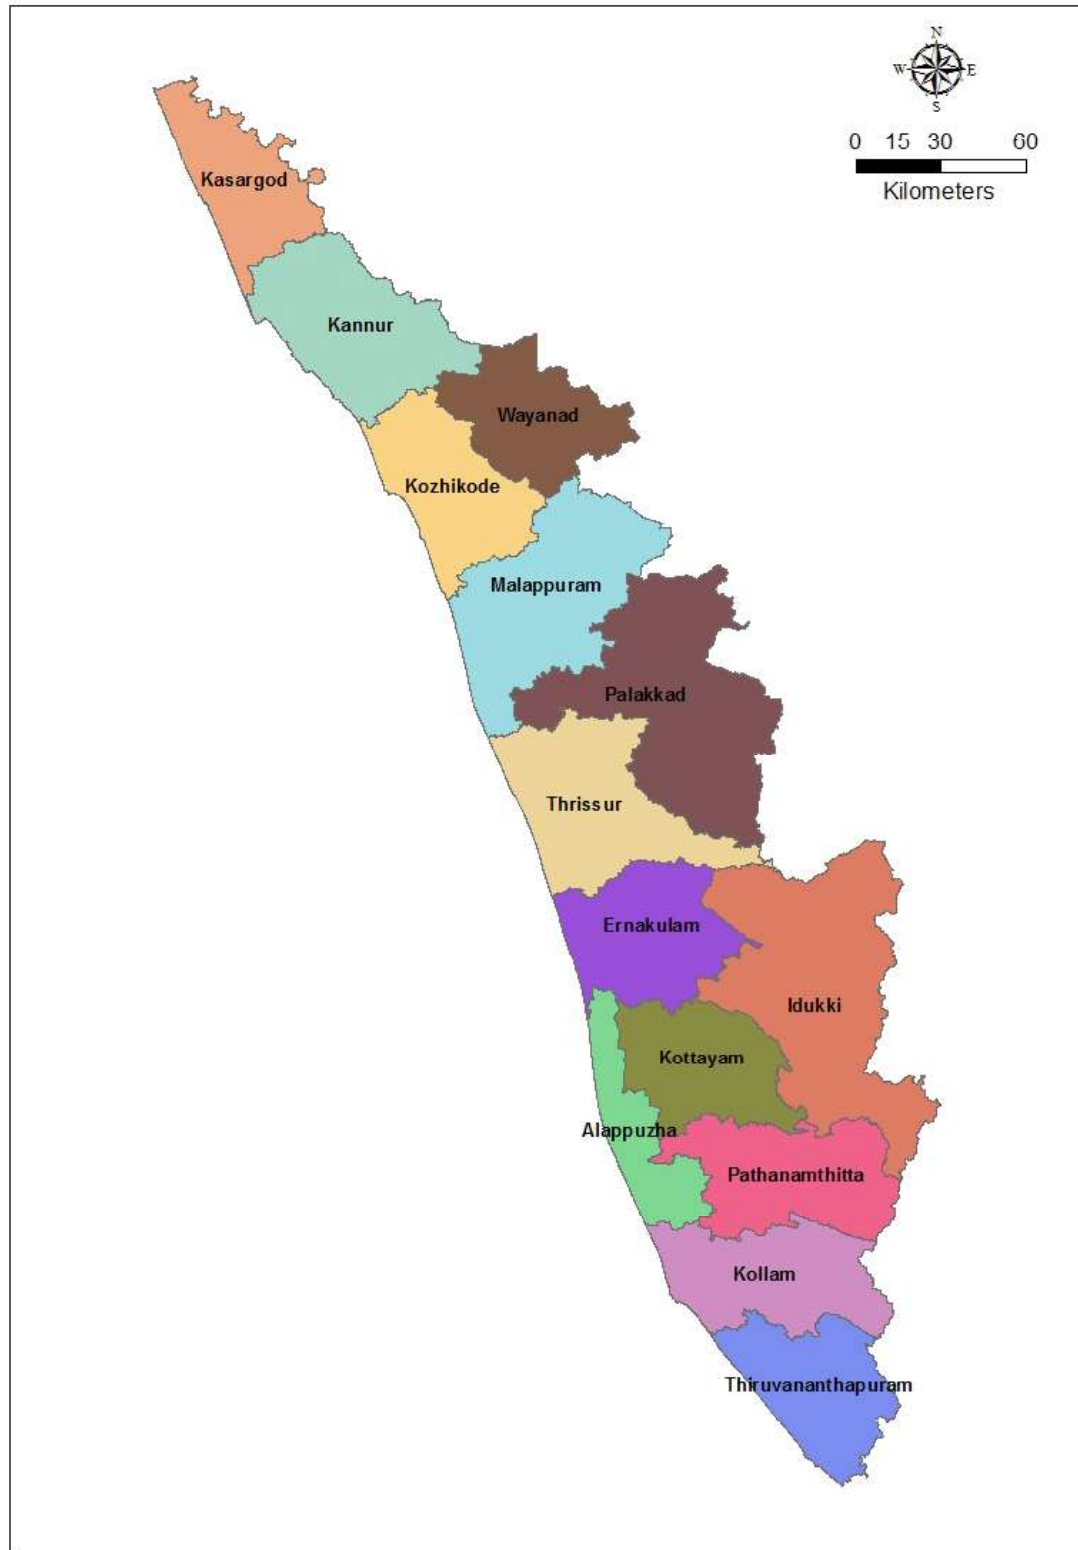 N
W E
S
0 15 30 60
Kilometers
Kasargod
Kannur
Wayanad
Kozhikode
Malappuram
Palakkad
Thrissur
Ernakulam
Idukki
Kottayam
Alappuzha
Pathanamthitta
Kollam
Thiruvananthapuram